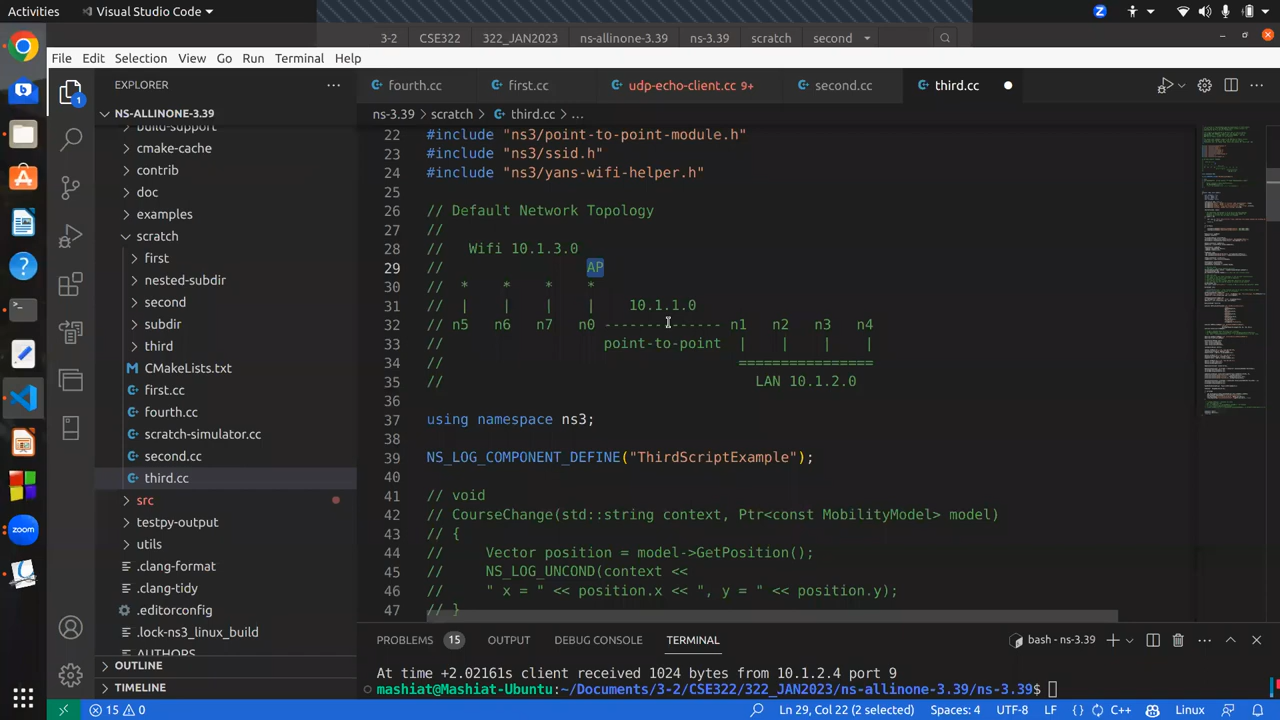 Activities
Visual Studio Code
3-2
CSE322
322_JAN2023
ns-allinone-3.39
ns-3.39
scratch
second
File Edit Selection View Go Run Terminal Help
EXPLORER
fourth.cc
first.cc
udp-echo-client.cc 9+
second.cc
third.cc
1
NS-ALLINONE-3.39
ns-3.39 > scratch > third.cc > ...
build-support
cmake-cache
contrib
doc
examples
scratch
first
nested-subdir
second
subdir
third
CMakeLists.txt
first.cc
fourth.cc
scratch-simulator.cc
second.cc
third.cc
src
testpy-output
utils
.clang-format
.clang-tidy
.editorconfig
.lock-ns3_linux_build
AUTHORS
OUTLINE
TIMELINE
zoom
22 #include "ns3/point-to-point-module.h"
23 #include "ns3/ssid.h"
24 #include "ns3/yans-wifi-helper.h"
25
26 // Default Network Topology
27 //
28 //   Wifi 10.1.3.0
29 //                 AP
30 //  *    *    *    *
31 //  |    |    |    |    10.1.1.0
32 // n5   n6   n7   n0 -------------- n1   n2   n3   n4
33 //                   point-to-point  |    |    |    |
34 //                                   ================
35 //                                     LAN 10.1.2.0
36
37 using namespace ns3;
38
39 NS_LOG_COMPONENT_DEFINE("ThirdScriptExample");
40
41 // void
42 // CourseChange(std::string context, Ptr<const MobilityModel> model)
43 // {
44 //     Vector position = model->GetPosition();
45 //     NS_LOG_UNCOND(context <<
46 //     " x = " << position.x << ", y = " << position.y);
47 // }
PROBLEMS 15 OUTPUT DEBUG CONSOLE TERMINAL
bash - ns-3.39
At time +2.02161s client received 1024 bytes from 10.1.2.4 port 9
mashiat@Mashiat-Ubuntu:~/Documents/3-2/CSE322/322_JAN2023/ns-allinone-3.39/ns-3.39$
15 0
Ln 29, Col 22 (2 selected)
Spaces: 4
UTF-8
LF
{} C++
Linux